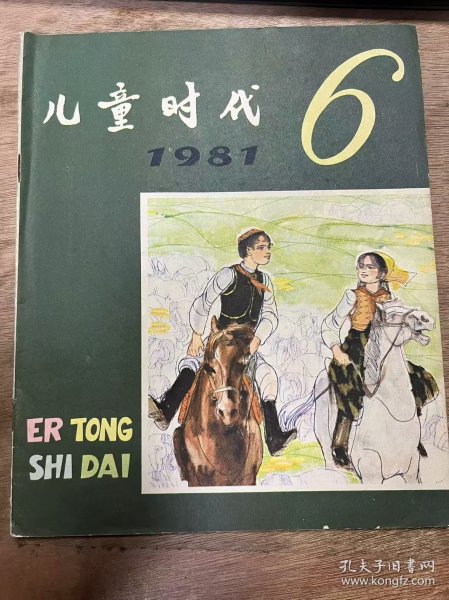 儿童时代
6
1981
ER TONG
SHI DAI
孔夫子旧书网
www.kongfz.com